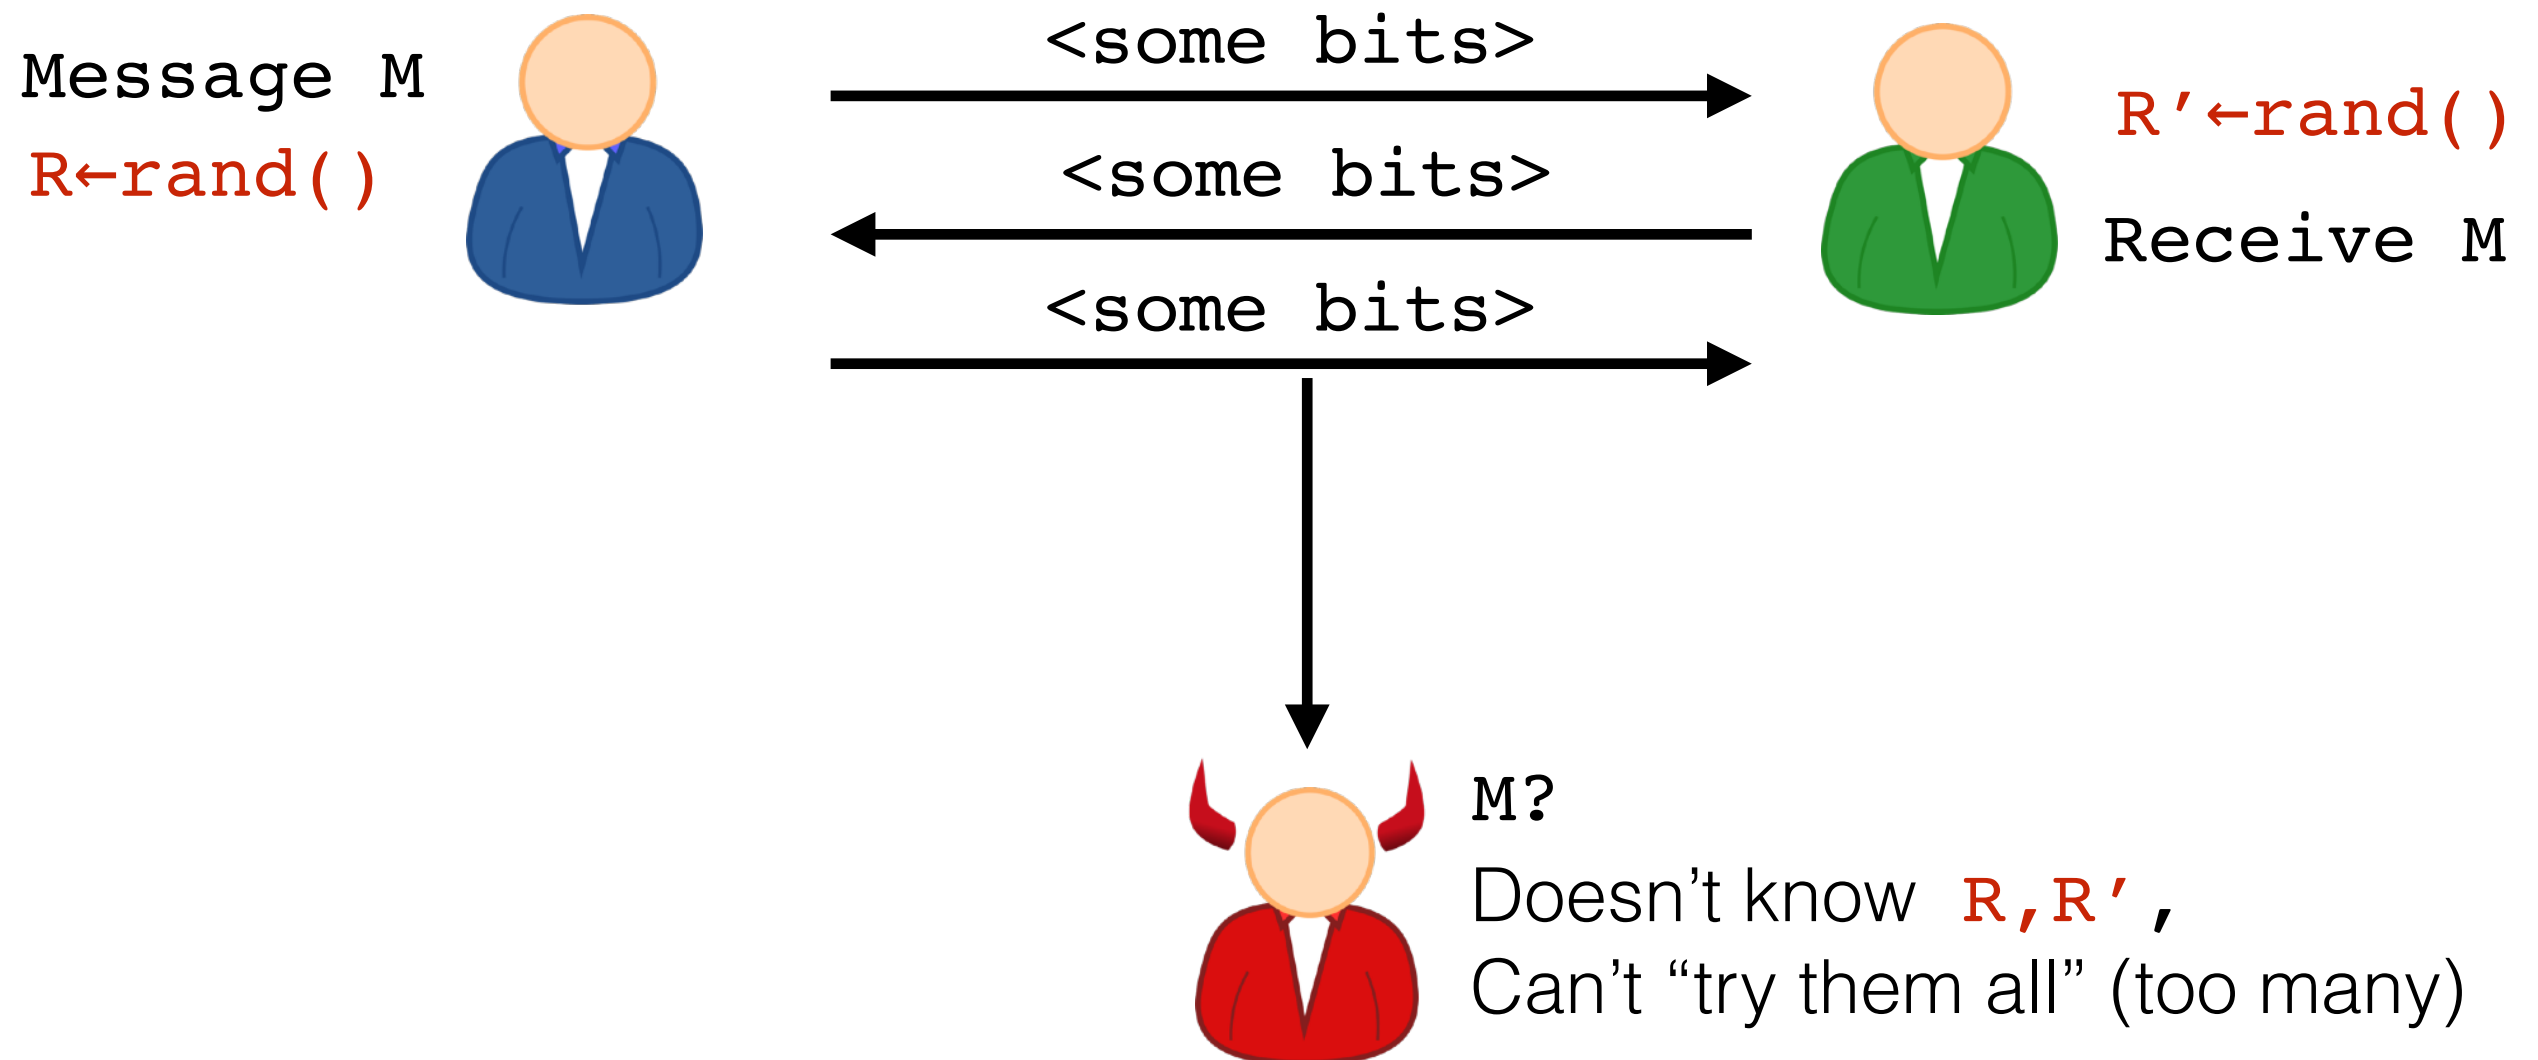 Message M
R←rand()
<some bits>
<some bits>
<some bits>
R’←rand()
Receive M
M?
Doesn’t know R,R’,
Can’t “try them all” (too many)